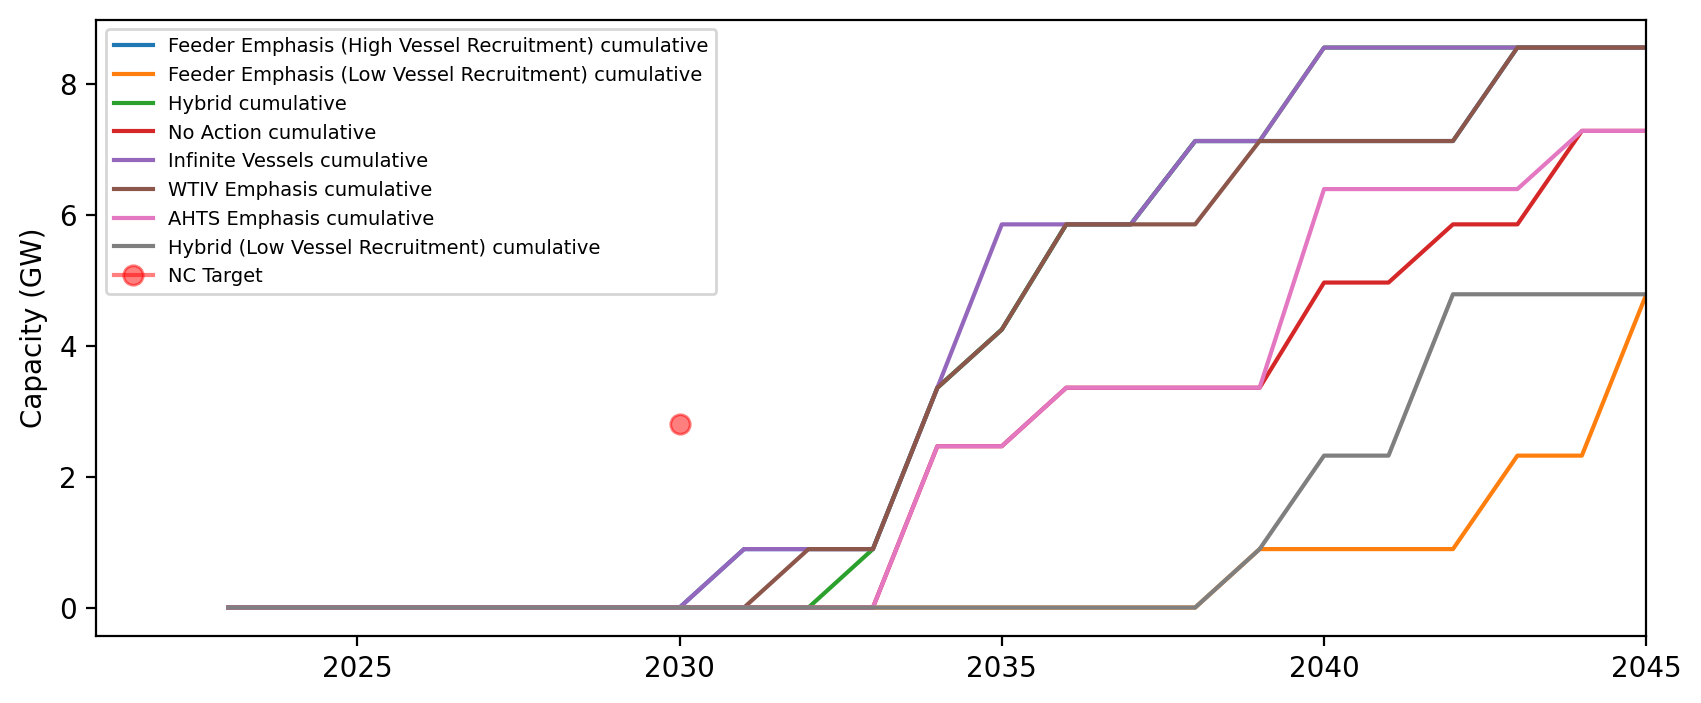 Feeder Emphasis (High Vessel Recruitment) cumulative
Feeder Emphasis (Low Vessel Recruitment) cumulative
Hybrid cumulative
No Action cumulative
Infinite Vessels cumulative
WTIV Emphasis cumulative
AHTS Emphasis cumulative
Hybrid (Low Vessel Recruitment) cumulative
NC Target
Capacity (GW)
8
6
4
2
0
2025 2030 2035 2040 2045